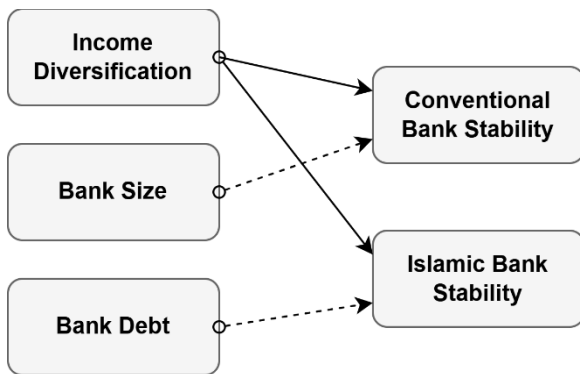 Income
Diversification
Conventional
Bank Stability
Bank Size
Islamic Bank
Stability
Bank Debt